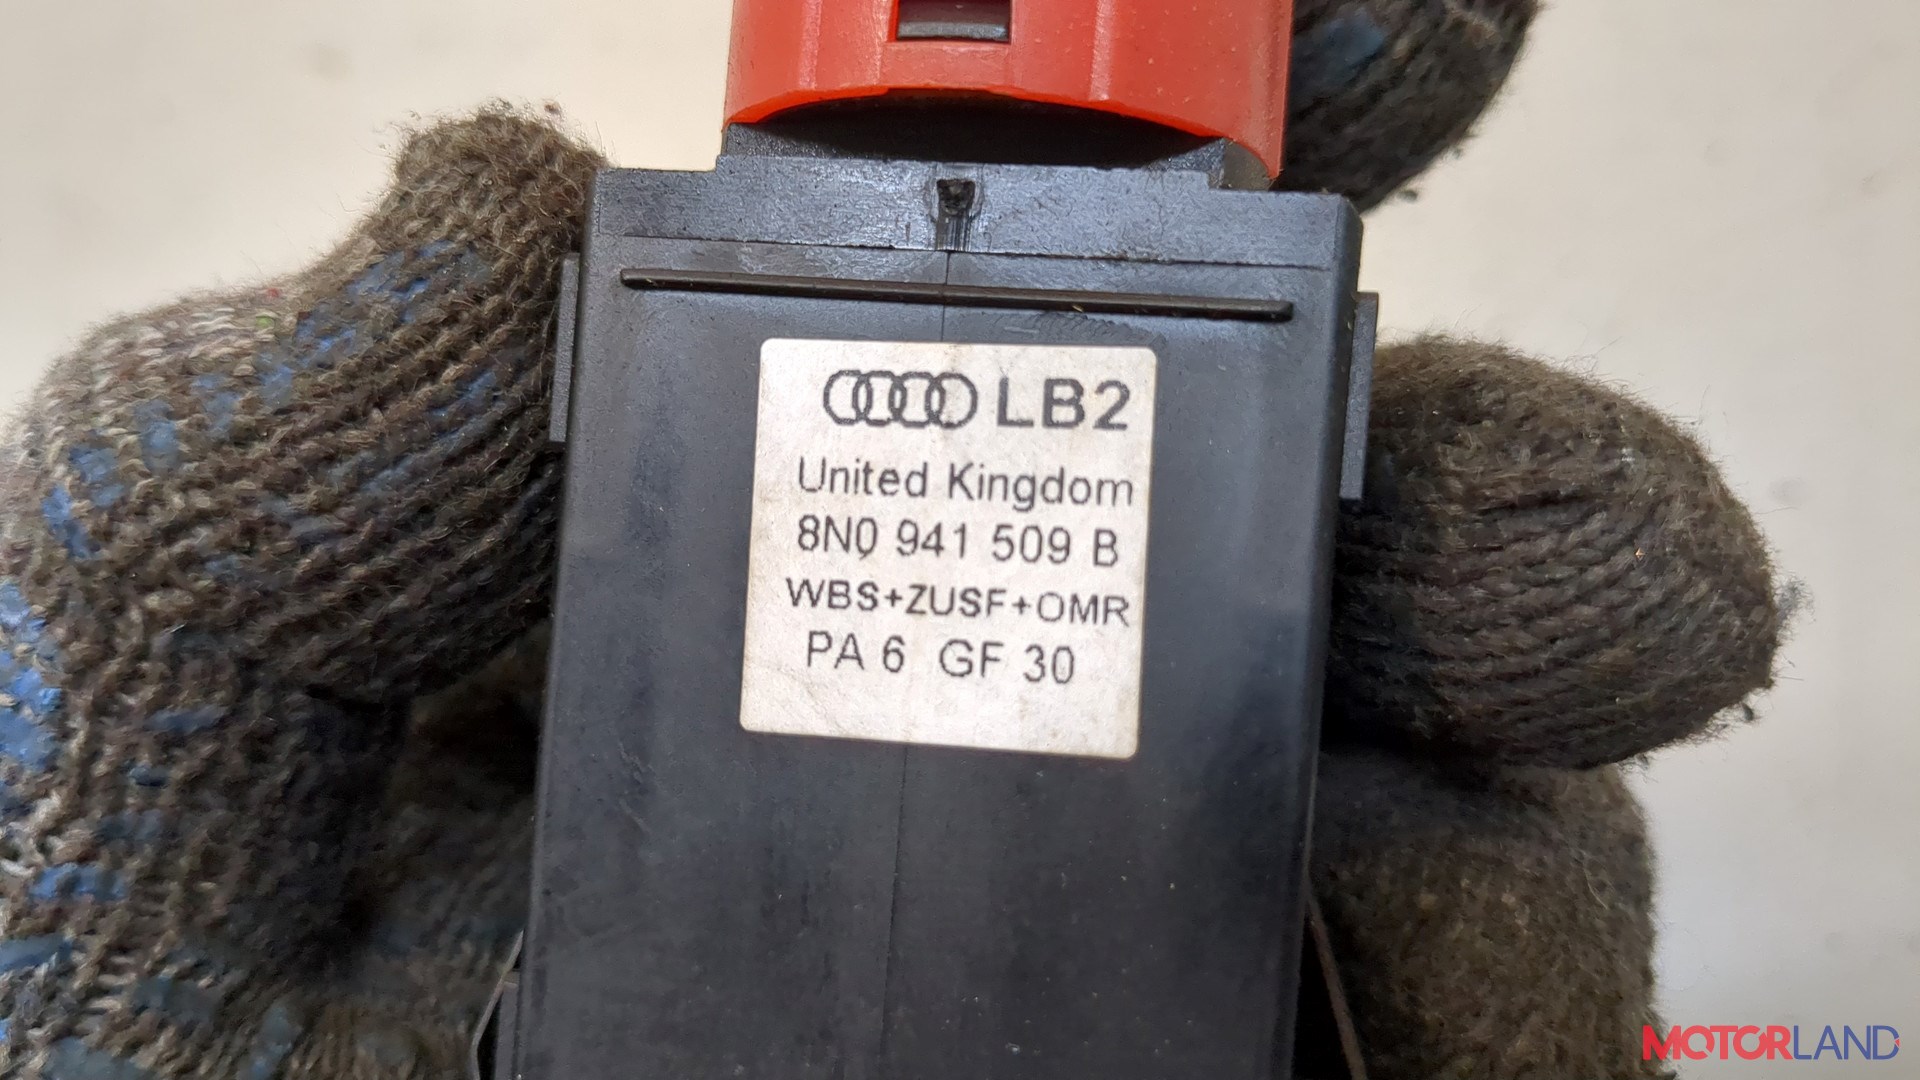 LB2
United Kingdom
8N0 941 509 B
WBS+ZUSF+OMR
PA 6 GF 30
MOTORLAND